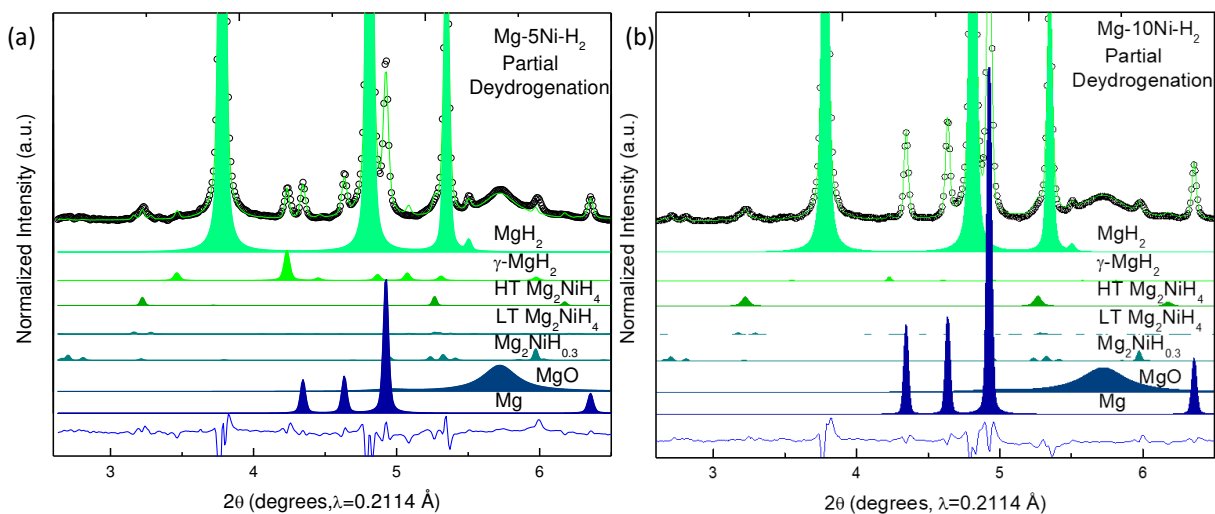 (a)
Mg-5Ni-H₂
Partial
Deydrogenation
Normalized Intensity (a.u.)
MgH₂
γ-MgH₂
HT Mg₂NiH₄
LT Mg₂NiH₄
Mg₂NiH₀.₃
MgO
Mg
3 4 5 6
2θ (degrees,λ=0.2114 Å)
(b)
Mg-10Ni-H₂
Partial
Deydrogenation
Normalized Intensity (a.u.)
MgH₂
γ-MgH₂
HT Mg₂NiH₄
LT Mg₂NiH₄
Mg₂NiH₀.₃
MgO
Mg
3 4 5 6
2θ (degrees, λ=0.2114 Å)